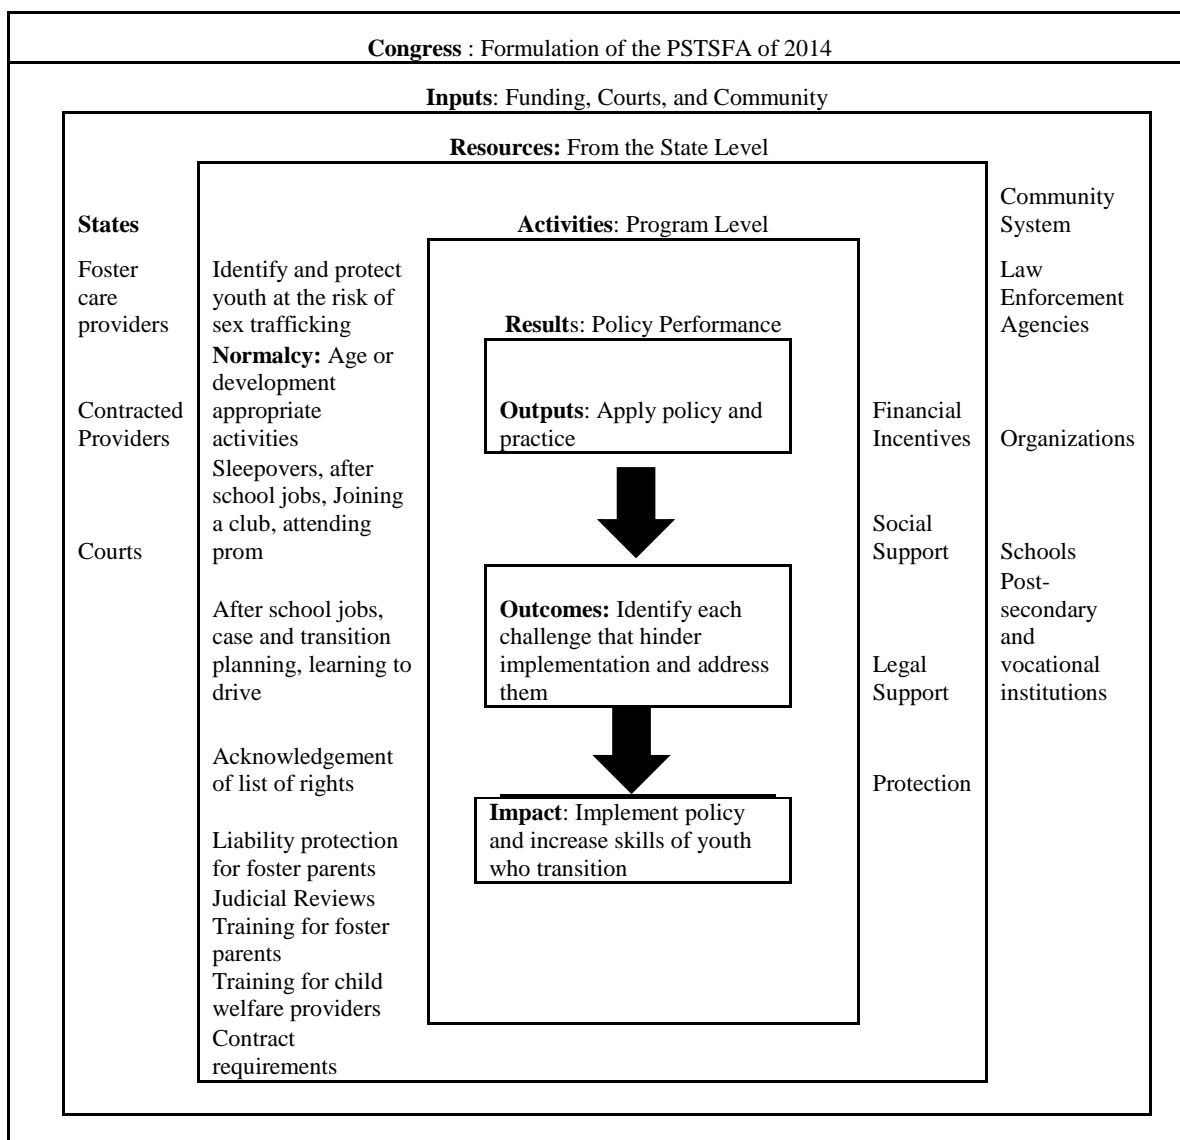 Congress : Formulation of the PSTSFA of 2014
Inputs: Funding, Courts, and Community
Resources: From the State Level
States
Foster
care
providers
Contracted
Providers
Courts
Activities: Program Level
Identify and protect
youth at the risk of
sex trafficking
Normalcy: Age or
development
appropriate
activities
Sleepovers, after
school jobs, Joining
a club, attending
prom
After school jobs,
case and transition
planning, learning to
drive
Acknowledgement
of list of rights
Liability protection
for foster parents
Judicial Reviews
Training for foster
parents
Training for child
welfare providers
Contract
requirements
Results: Policy Performance
Outputs: Apply policy and
practice
Outcomes: Identify each
challenge that hinder
implementation and address
them
Impact: Implement policy
and increase skills of youth
who transition
Financial
Incentives
Social
Support
Legal
Support
Protection
Community
System
Law
Enforcement
Agencies
Organizations
Schools
Post-
secondary
and
vocational
institutions